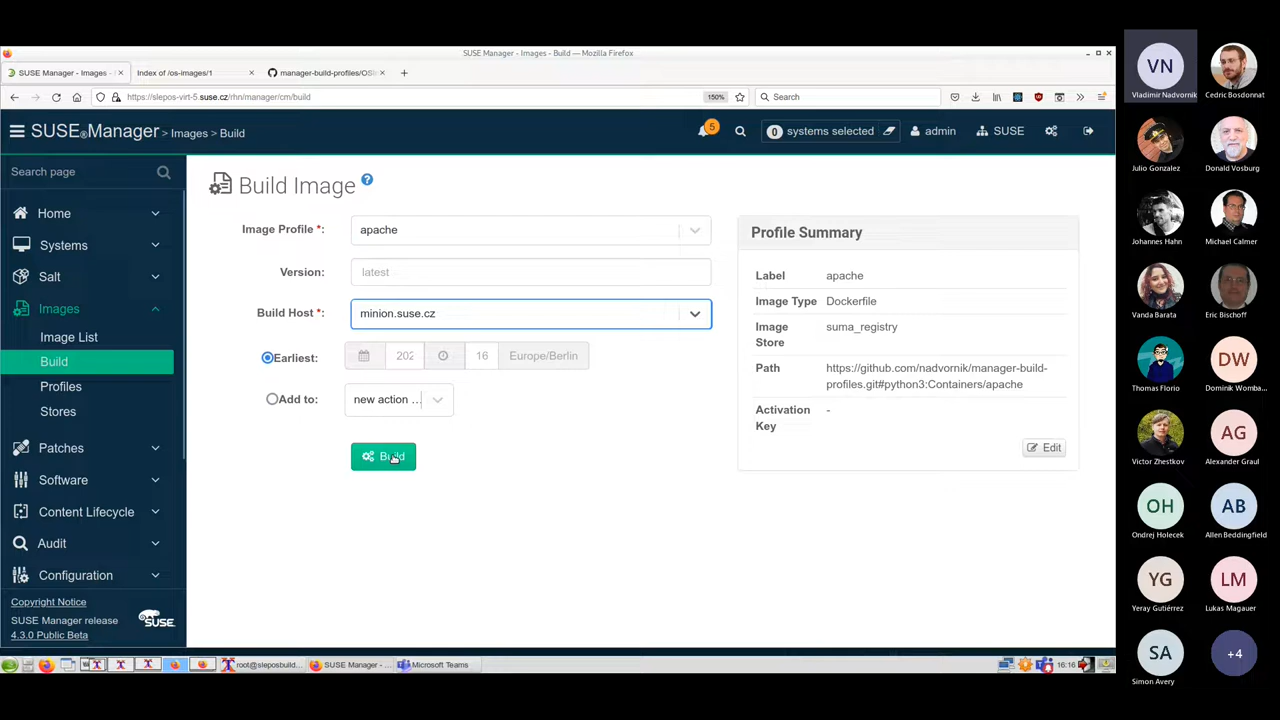 SUSE Manager - Images - Build — Mozilla Firefox
SUSE Manager - Images -
Index of /os-images/1
manager-build-profiles/OSI
https://slepos-virt-5.suse.cz/rhn/manager/cm/build
150%
Search
SUSE Manager > Images > Build
5
0 systems selected
admin
SUSE
Search page
Home
Systems
Salt
Images
Image List
Build
Profiles
Stores
Patches
Software
Content Lifecycle
Audit
Configuration
Copyright Notice
SUSE Manager release
4.3.0 Public Beta
SUSE
Build Image
Image Profile *:
apache
Version:
latest
Build Host *:
minion.suse.cz
Earliest:
202
16
Europe/Berlin
Add to:
new action ...
Build
Profile Summary
Label
apache
Image Type
Dockerfile
Image Store
suma_registry
Path
https://github.com/nadvornik/manager-build-
profiles.git#python3:Containers/apache
Activation Key
-
Edit
root@sleposbuild...
SUSE Manager - ...
Microsoft Teams
16:16
VN
Vladimir Nadvornik
Cedric Bosdonnat
Julio Gonzalez
Donald Vosburg
Johannes Hahn
Michael Calmer
Vanda Barata
Eric Bischoff
Thomas Florio
DW
Dominik Womba...
Victor Zhestkov
AG
Alexander Graul
OH
Ondrej Holecek
AB
Allen Beddingfield
YG
Yeray Gutiérrez
LM
Lukas Magauer
SA
Simon Avery
+4